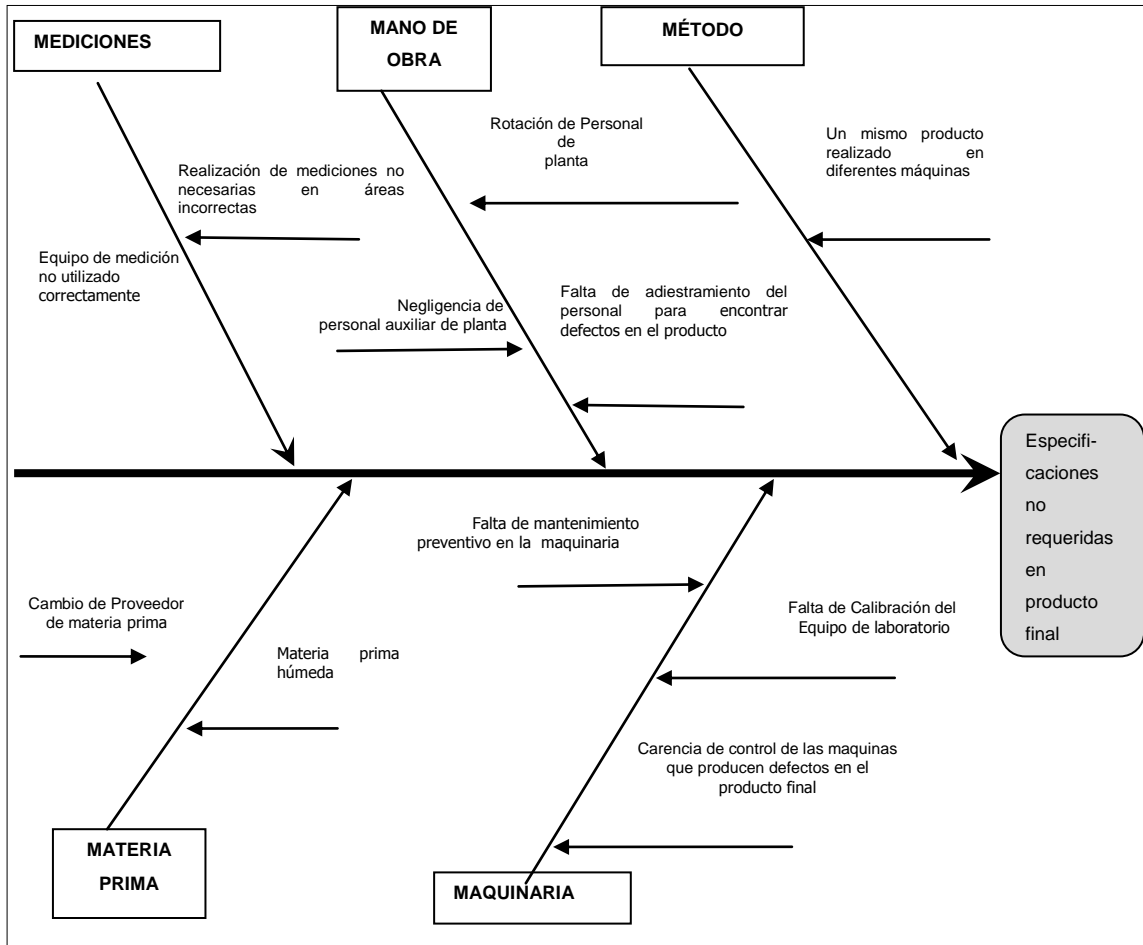 MEDICIONES
MANO DE
OBRA
MÉTODO
Rotación de Personal
de
planta
Un mismo producto
realizado en
diferentes máquinas
Realización de mediciones no
necesarias en áreas
incorrectas
Equipo de medición
no utilizado
correctamente
Negligencia de
personal auxiliar de planta
Falta de adiestramiento del
personal para encontrar
defectos en el producto
Especifi-
caciones
no
requeridas
en
producto
final
Falta de mantenimiento
preventivo en la maquinaria
Cambio de Proveedor
de materia prima
Materia prima
húmeda
Falta de Calibración del
Equipo de laboratorio
Carencia de control de las maquinas
que producen defectos en el
producto final
MATERIA
PRIMA
MAQUINARIA